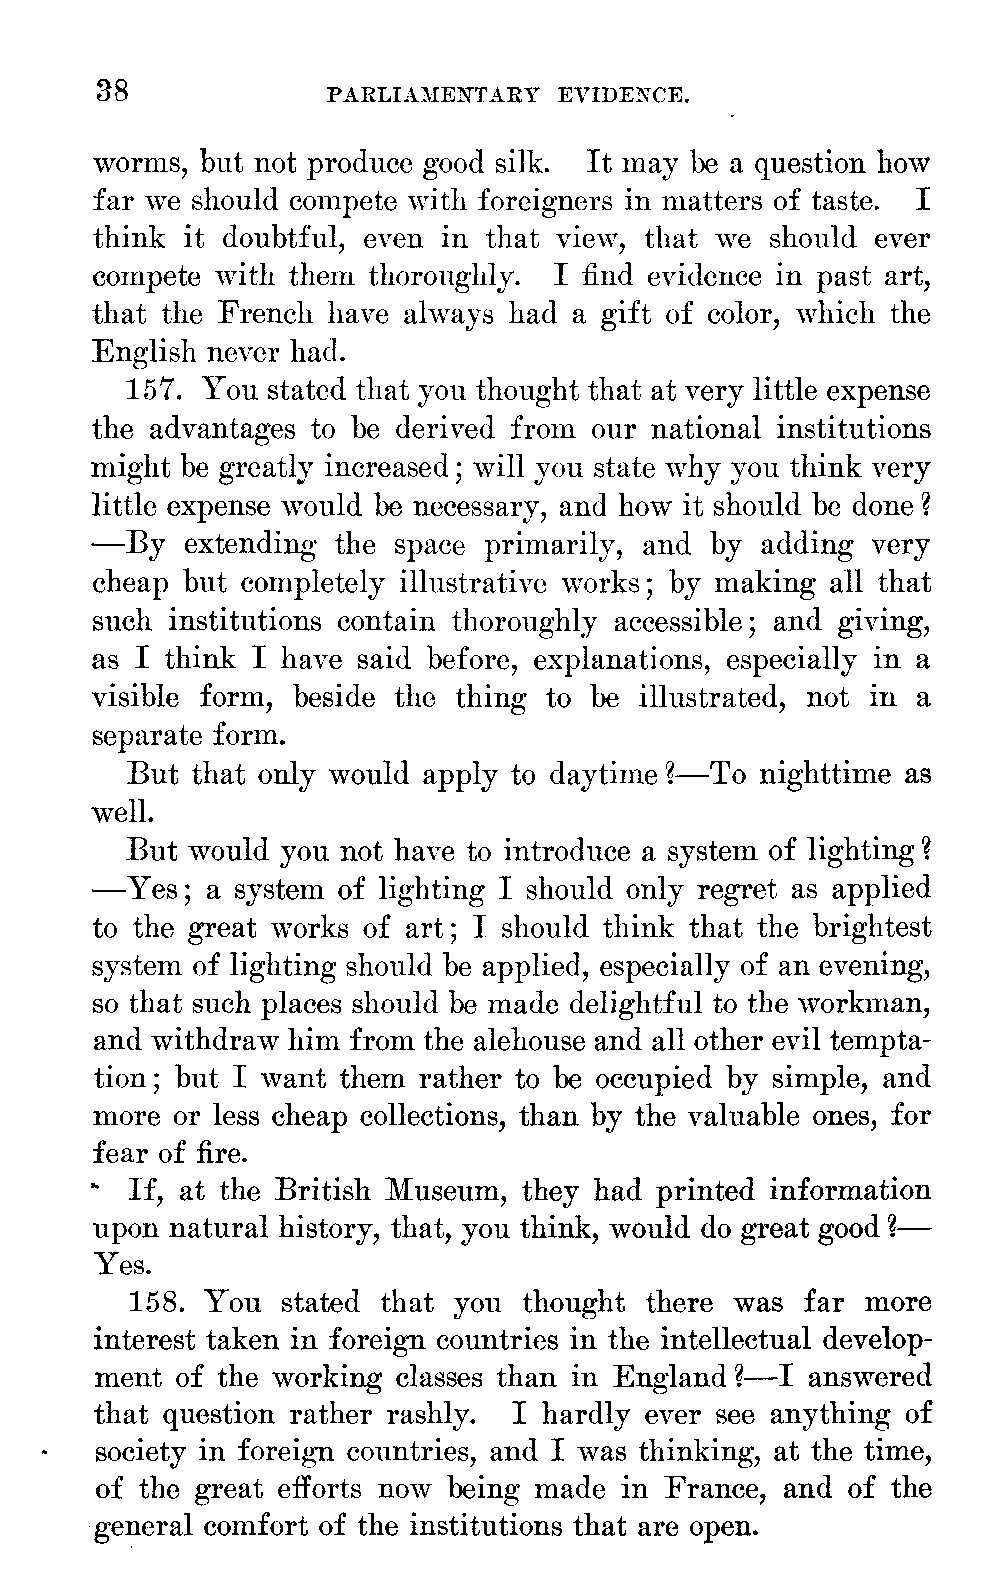 38 PARLIAMENTARY EVIDENCE.
worms, but not produce good silk. It may be a question how
far we should compete with foreigners in matters of taste. I
think it doubtful, even in that view, that we should ever
compete with them thoroughly. I find evidence in past art,
that the French have always had a gift of color, which the
English never had.
157. You stated that you thought that at very little expense
the advantages to be derived from our national institutions
might be greatly increased; will you state why you think very
little expense would be necessary, and how it should be done?
—By extending the space primarily, and by adding very
cheap but completely illustrative works; by making all that
such institutions contain thoroughly accessible; and giving,
as I think I have said before, explanations, especially in a
visible form, beside the thing to be illustrated, not in a
separate form.
But that only would apply to daytime?—To nighttime as
well.
But would you not have to introduce a system of lighting?
—Yes; a system of lighting I should only regret as applied
to the great works of art; I should think that the brightest
system of lighting should be applied, especially of an evening,
so that such places should be made delightful to the workman,
and withdraw him from the alehouse and all other evil tempta-
tion; but I want them rather to be occupied by simple, and
more or less cheap collections, than by the valuable ones, for
fear of fire.
If, at the British Museum, they had printed information
upon natural history, that, you think, would do great good?—
Yes.
158. You stated that you thought there was far more
interest taken in foreign countries in the intellectual develop-
ment of the working classes than in England?—I answered
that question rather rashly. I hardly ever see anything of
society in foreign countries, and I was thinking, at the time,
of the great efforts now being made in France, and of the
general comfort of the institutions that are open.